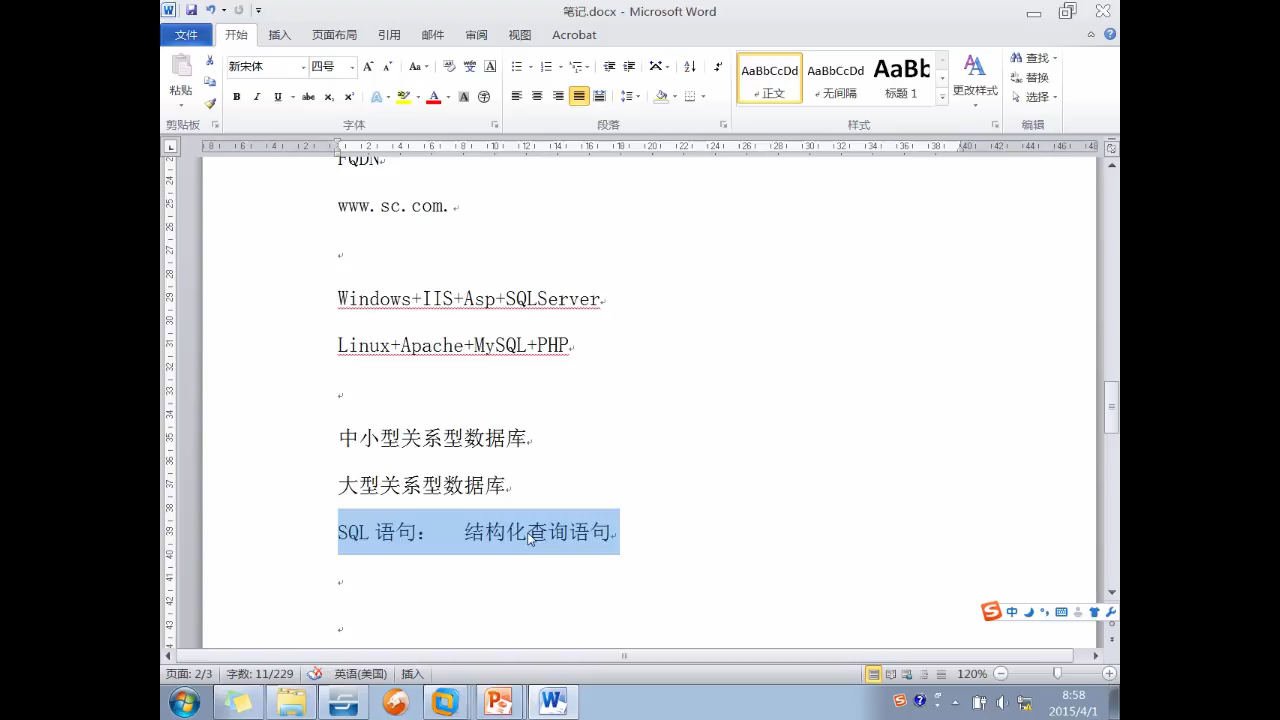 笔记.docx - Microsoft Word
文件 开始 插入 页面布局 引用 邮件 审阅 视图 Acrobat
粘贴
新宋体 四号
AaBbCcDd AaBbCcDd AaBb
正文 无间隔 标题 1
更改样式
查找
替换
选择
剪贴板 字体 段落 样式 编辑
FQDN
www.sc.com.
Windows+IIS+Asp+SQLServer
Linux+Apache+MySQL+PHP
中小型关系型数据库
大型关系型数据库
SQL 语句： 结构化查询语句
中
页面: 2/3 字数: 11/229 英语(美国) 插入 120%
8:58
2015/4/1